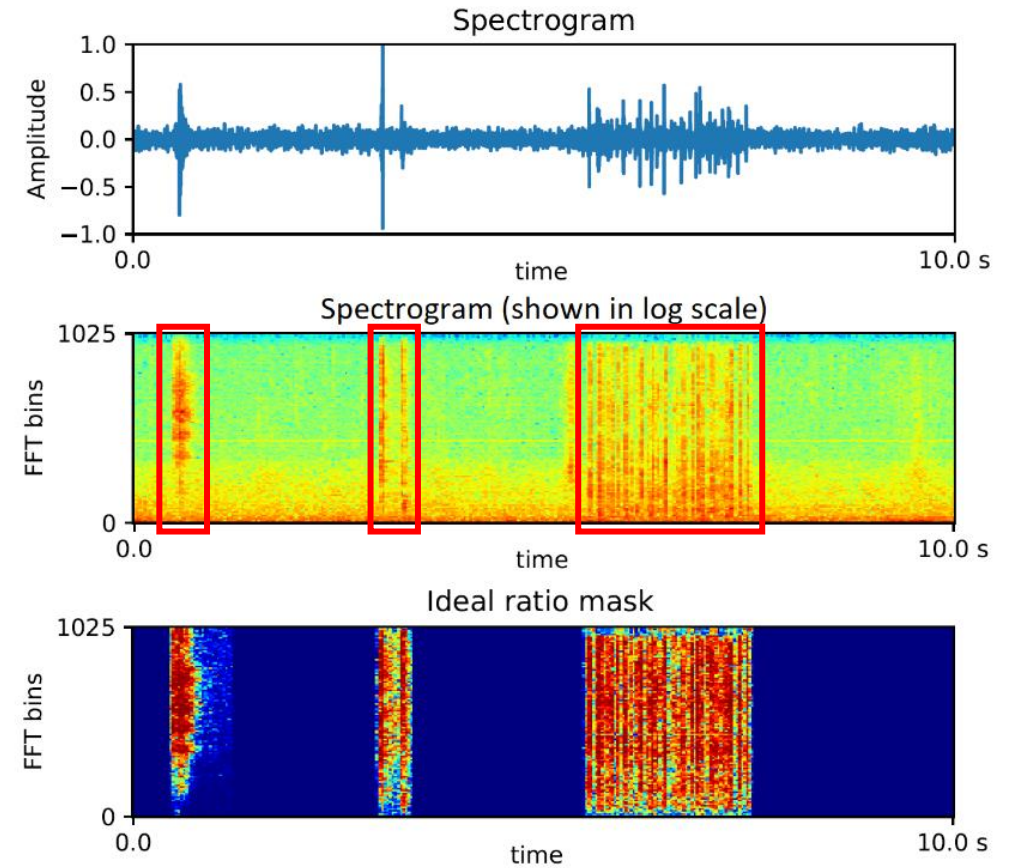 Spectrogram
1.0
0.5
0.0
−0.5
−1.0
Amplitude
0.0
10.0 s
time
Spectrogram (shown in log scale)
1025
0
FFT bins
0.0
10.0 s
time
Ideal ratio mask
1025
0
FFT bins
0.0
10.0 s
time